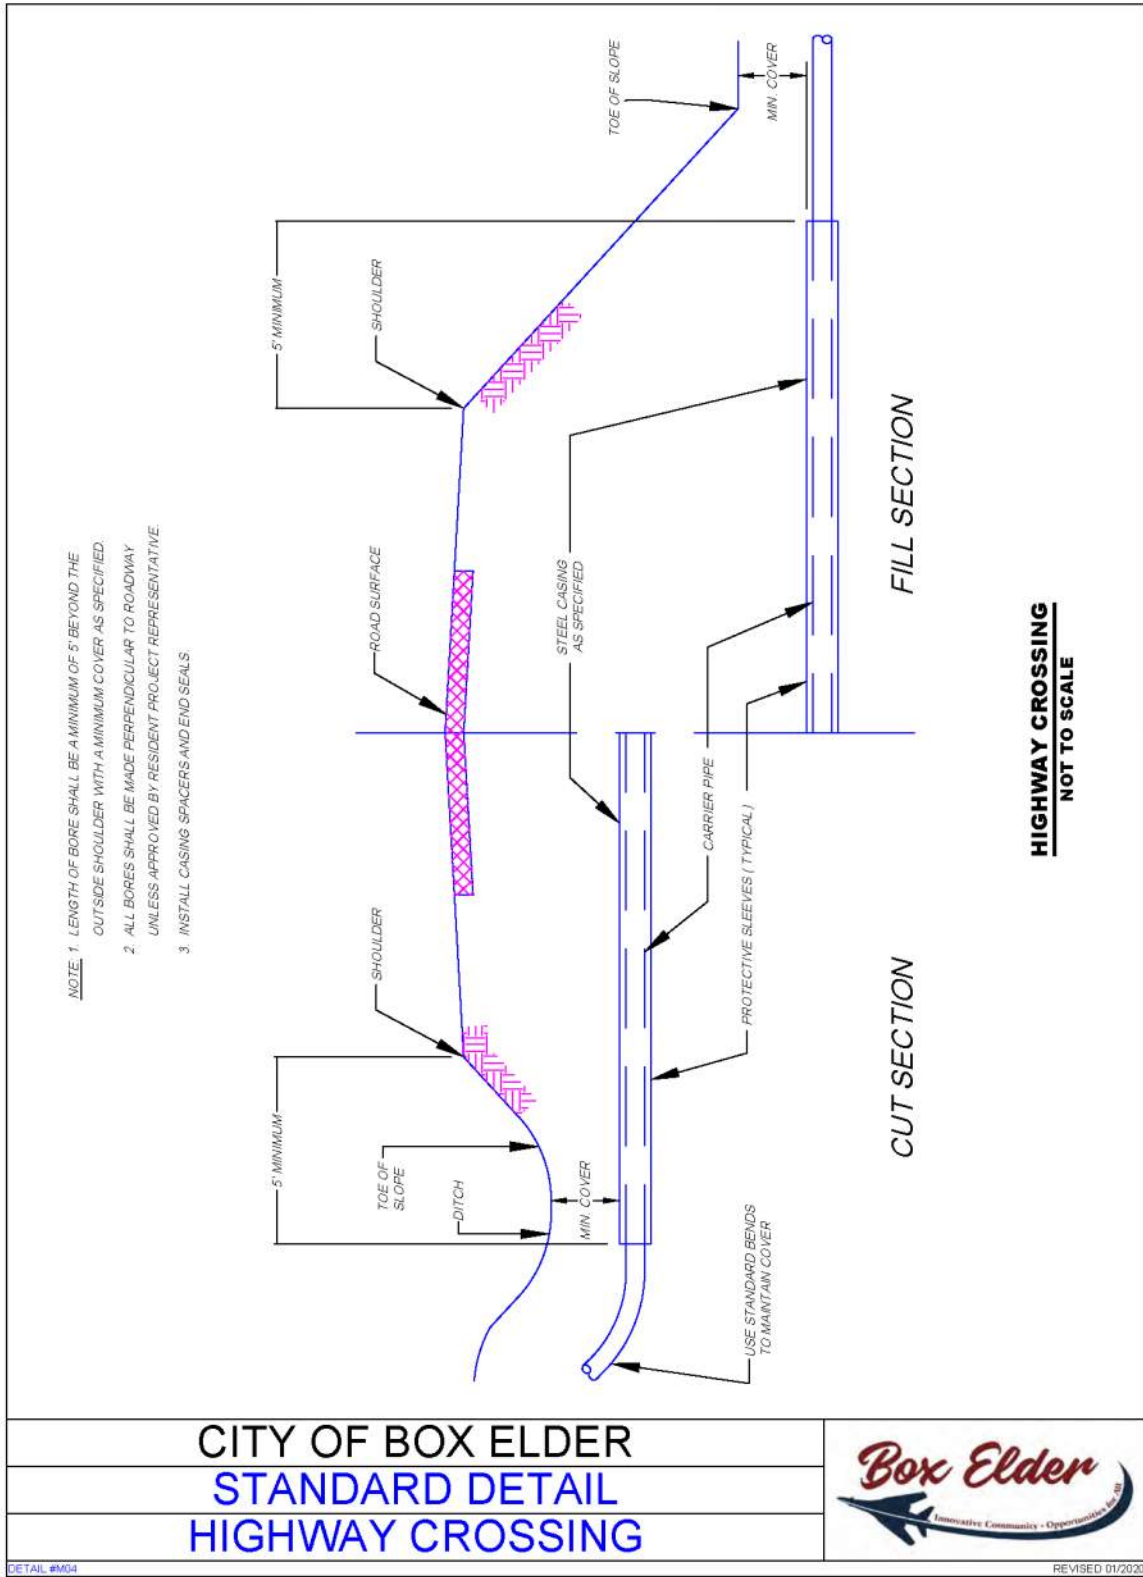 NOTE: 1. LENGTH OF BORE SHALL BE A MINIMUM OF 5' BEYOND THE
OUTSIDE SHOULDER WITH A MINIMUM COVER AS SPECIFIED.
2. ALL BORES SHALL BE MADE PERPENDICULAR TO ROADWAY
UNLESS APPROVED BY RESIDENT PROJECT REPRESENTATIVE.
3. INSTALL CASING SPACERS AND END SEALS.
5' MINIMUM
5' MINIMUM
SHOULDER
ROAD SURFACE
SHOULDER
TOE OF
SLOPE
DITCH
TOE OF SLOPE
MIN. COVER
MIN. COVER
STEEL CASING
AS SPECIFIED
CARRIER PIPE
PROTECTIVE SLEEVES (TYPICAL)
USE STANDARD BENDS
TO MAINTAIN COVER
CUT SECTION
FILL SECTION
HIGHWAY CROSSING
NOT TO SCALE
CITY OF BOX ELDER
STANDARD DETAIL
HIGHWAY CROSSING
Box Elder
Innovative Community - Opportunities for All
DETAIL #M04
REVISED 01/2020